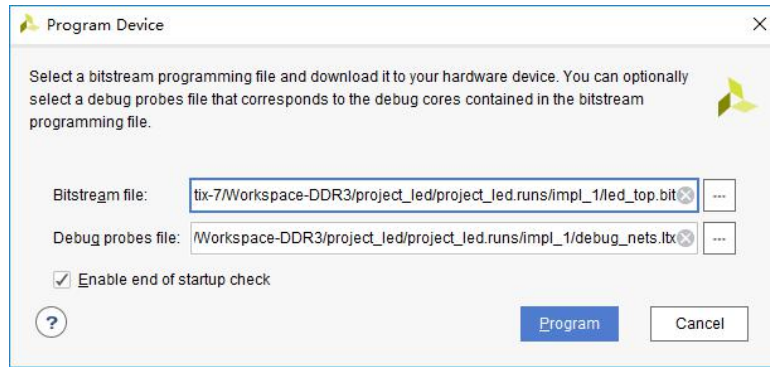 Program Device
Select a bitstream programming file and download it to your hardware device. You can optionally
select a debug probes file that corresponds to the debug cores contained in the bitstream
programming file.
Bitstream file: tix-7/Workspace-DDR3/project_led/project_led.runs/impl_1/led_top.bit ...
Debug probes file: /Workspace-DDR3/project_led/project_led.runs/impl_1/debug_nets.ltx ...
Enable end of startup check
? Program Cancel